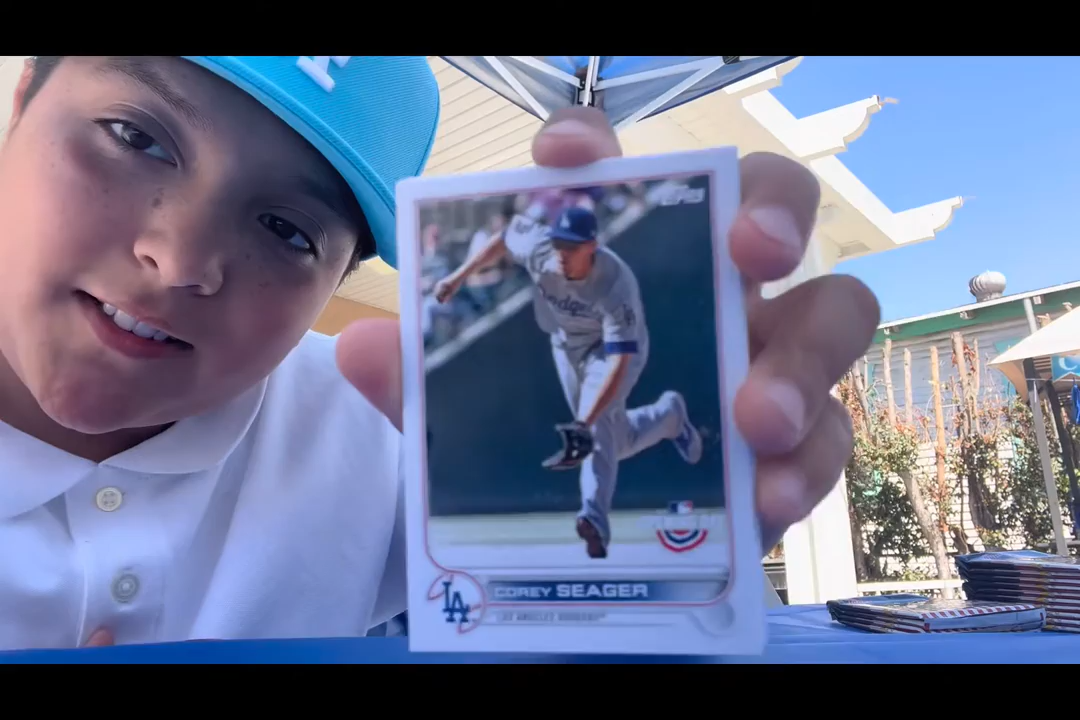 Topps
Dodgers
COREY SEAGER
LA
LOS ANGELES DODGERS